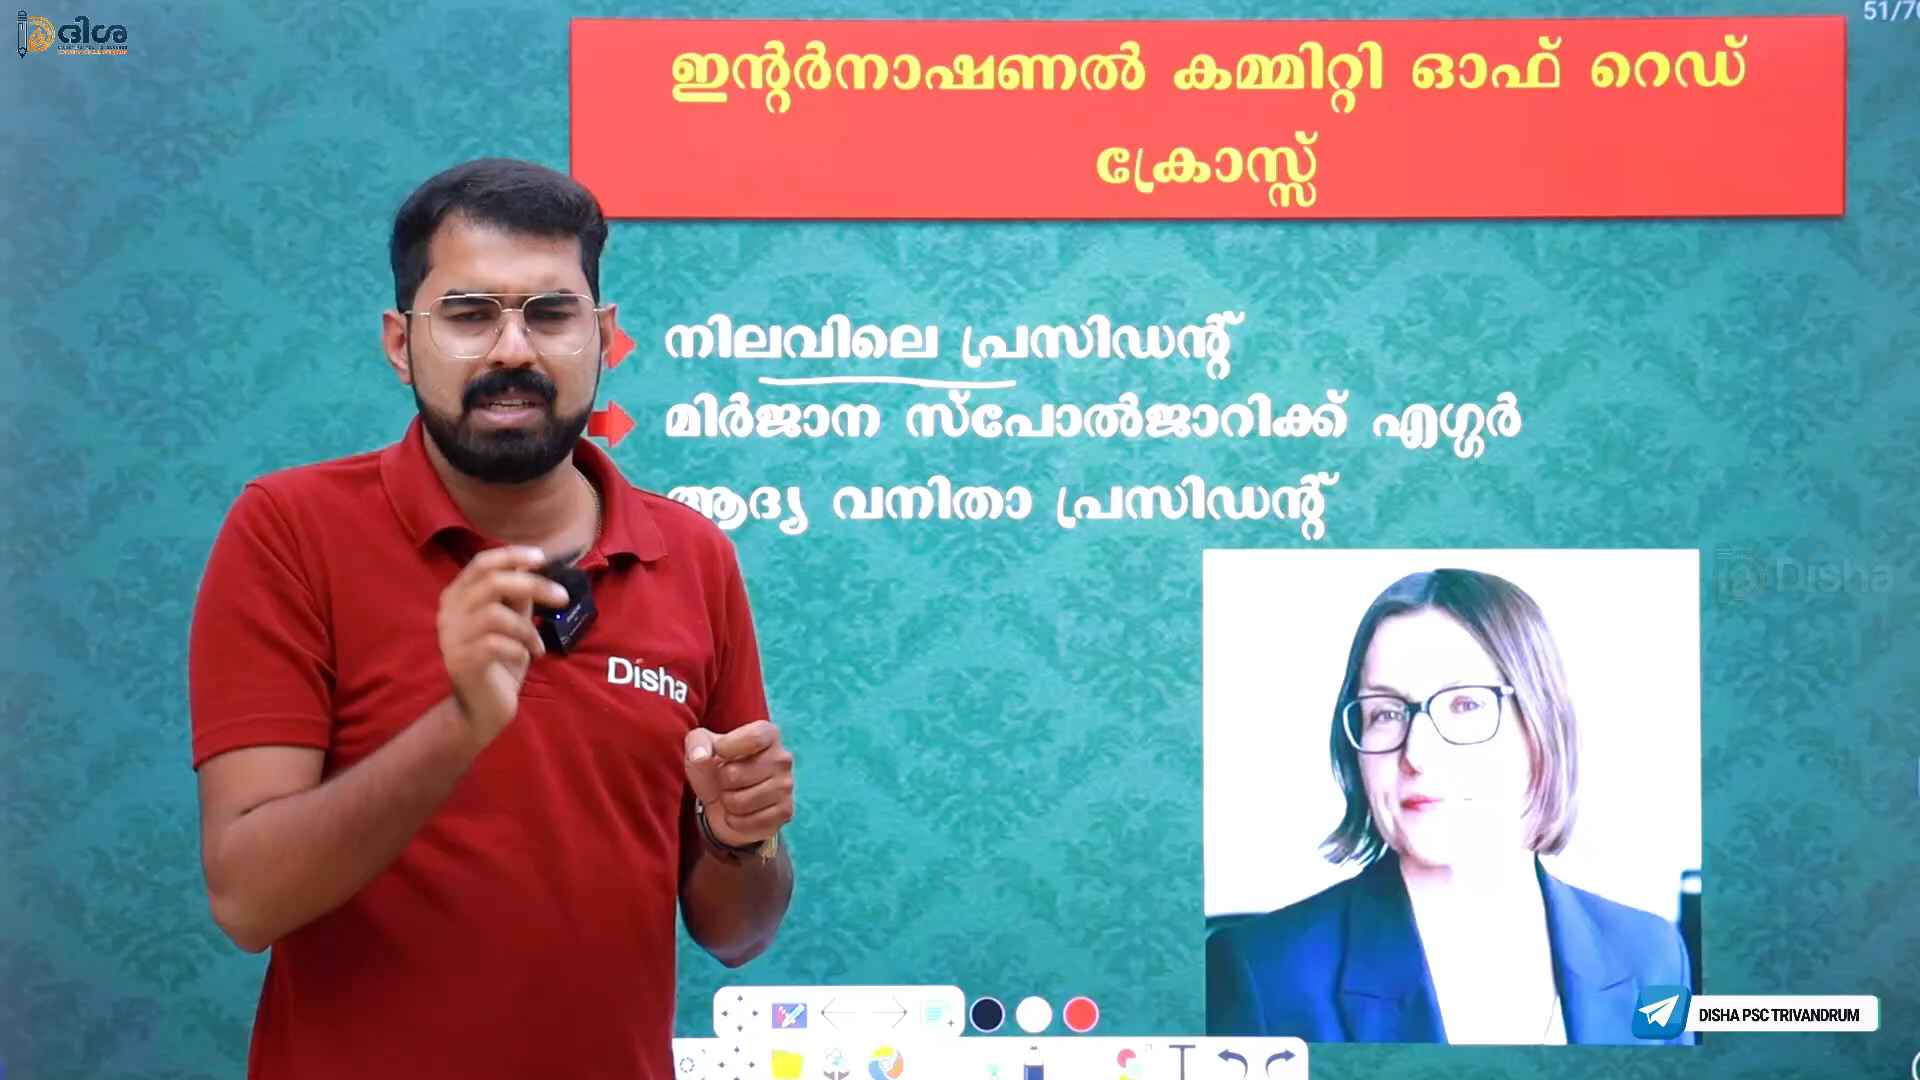 ദിശ
51/70
ഇന്റർനാഷണൽ കമ്മിറ്റി ഓഫ് റെഡ്
ക്രോസ്സ്
നിലവിലെ പ്രസിഡന്റ്
മിർജാന സ്പോൽജാറിക്ക് എഗ്ഗർ
ആദ്യ വനിതാ പ്രസിഡന്റ്
Disha
Disha
DISHA PSC TRIVANDRUM